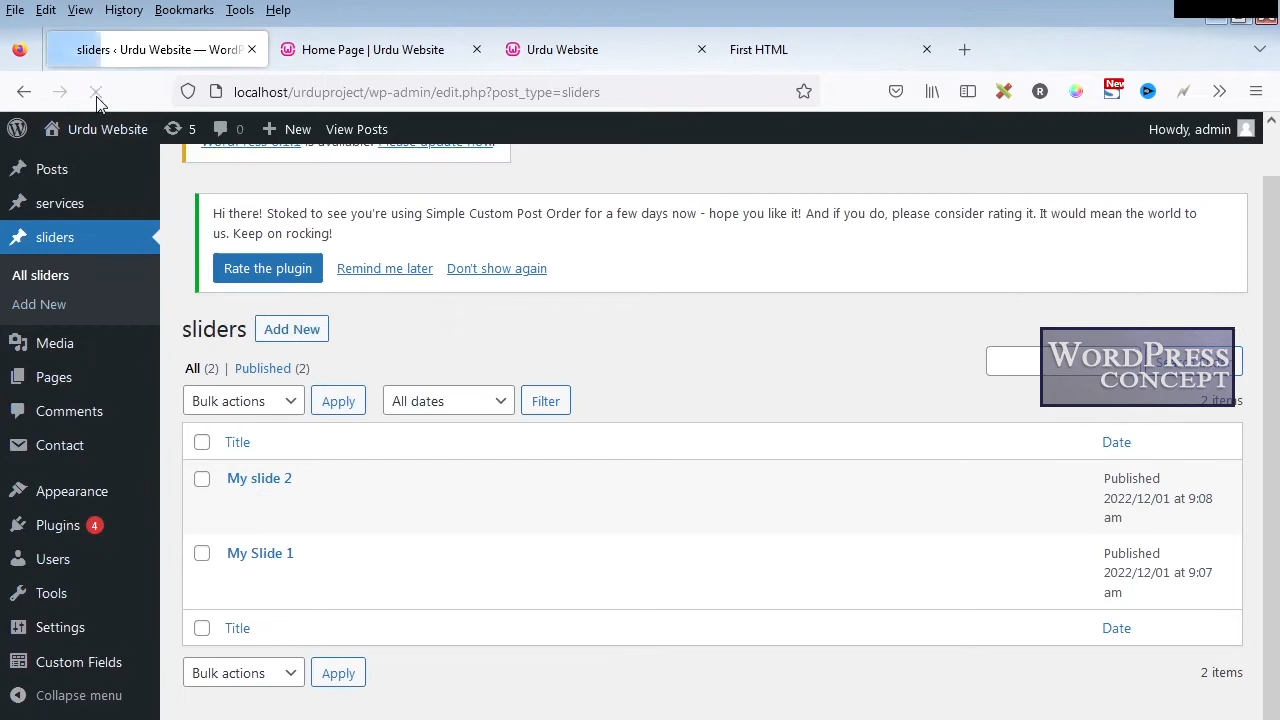 File Edit View History Bookmarks Tools Help
sliders ‹ Urdu Website — WordP
Home Page | Urdu Website
Urdu Website
First HTML
localhost/urduproject/wp-admin/edit.php?post_type=sliders
New
Urdu Website
5
0
New
View Posts
Howdy, admin
Posts
services
sliders
All sliders
Add New
Media
Pages
Comments
Contact
Appearance
Plugins 4
Users
Tools
Settings
Custom Fields
Collapse menu
WordPress 6.1.1 is available! Please update now.
Hi there! Stoked to see you're using Simple Custom Post Order for a few days now - hope you like it! And if you do, please consider rating it. It would mean the world to
us. Keep on rocking!
Rate the plugin Remind me later Don't show again
sliders Add New
All (2) | Published (2)
WORDPRESS
CONCEPT
Bulk actions Apply All dates Filter
2 items
Title Date
My slide 2
Published
2022/12/01 at 9:08
am
My Slide 1
Published
2022/12/01 at 9:07
am
Title Date
Bulk actions Apply
2 items